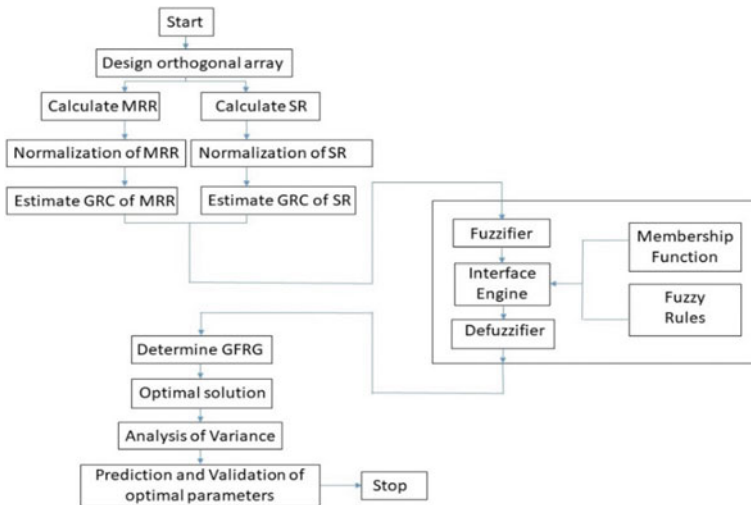 Start
Design orthogonal array
Calculate MRR
Calculate SR
Normalization of MRR
Normalization of SR
Estimate GRC of MRR
Estimate GRC of SR
Fuzzifier
Interface
Engine
Defuzzifier
Membership
Function
Fuzzy
Rules
Determine GFRG
Optimal solution
Analysis of Variance
Prediction and Validation of
optimal parameters
Stop